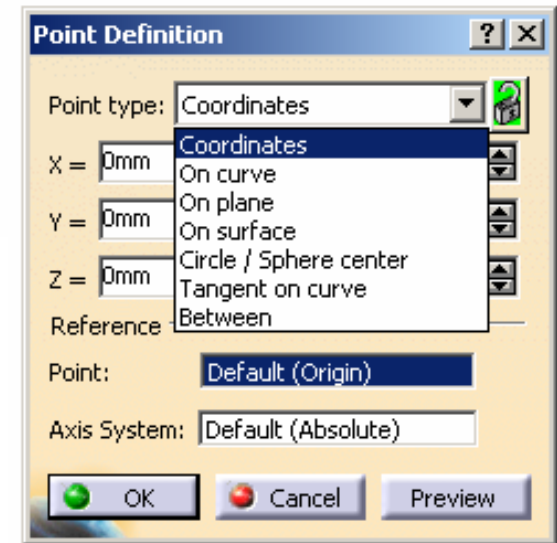 Point Definition
Point type: Coordinates
Coordinates
X = 0mm
On curve
On plane
Y = 0mm
On surface
Circle / Sphere center
Z = 0mm
Tangent on curve
Between
Reference
Point: Default (Origin)
Axis System: Default (Absolute)
OK Cancel Preview